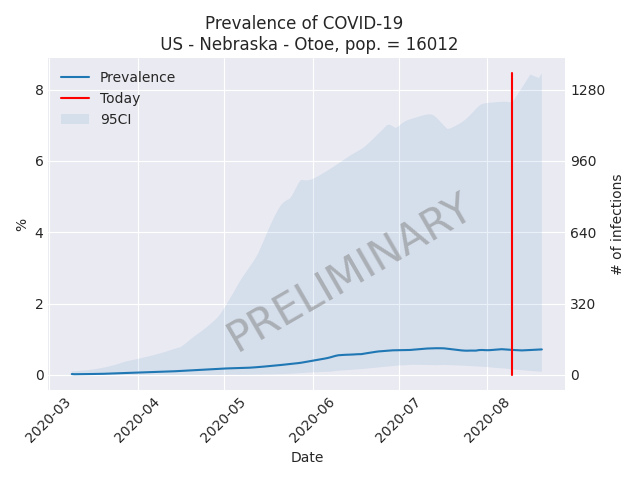 Prevalence of COVID-19
US - Nebraska - Otoe, pop. = 16012
Prevalence
Today
95CI
8
6
4
2
0
%
1280
960
640
320
0
# of infections
PRELIMINARY
2020-03
2020-04
2020-05
2020-06
2020-07
2020-08
Date